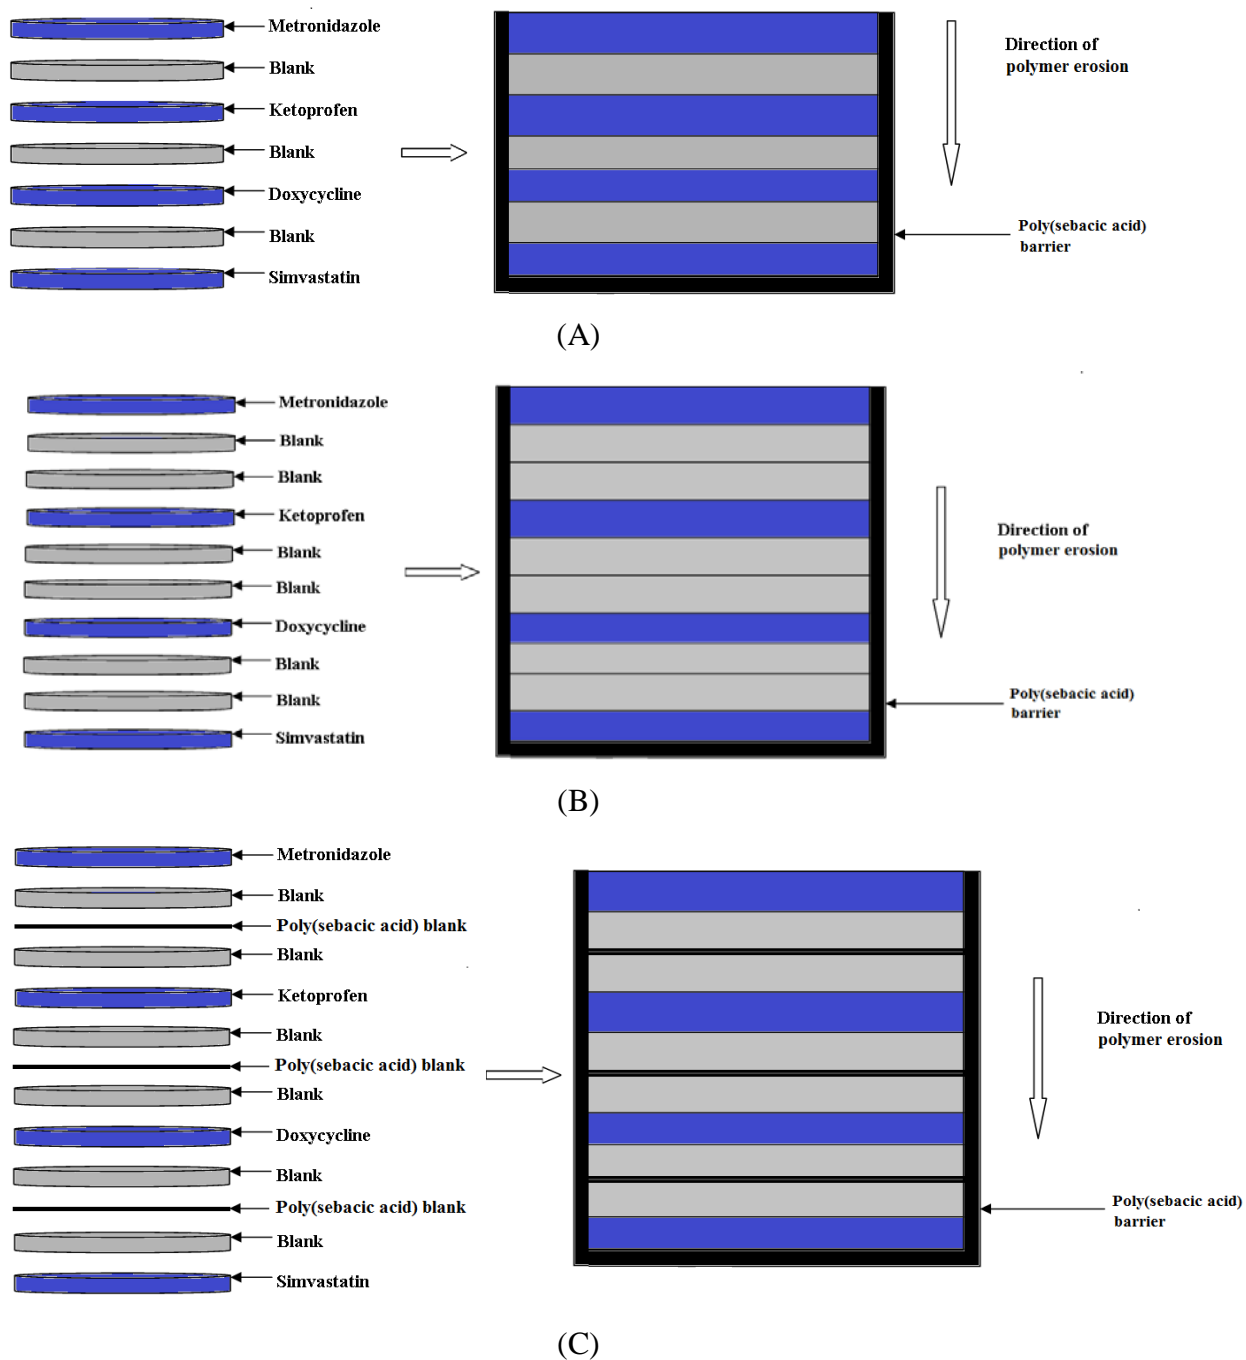 Metronidazole
Blank
Ketoprofen
Blank
Doxycycline
Blank
Simvastatin
Direction of
polymer erosion
Poly(sebacic acid)
barrier
(A)
Metronidazole
Blank
Blank
Ketoprofen
Blank
Blank
Doxycycline
Blank
Blank
Simvastatin
Direction of
polymer erosion
Poly(sebacic acid)
barrier
(B)
Metronidazole
Blank
Poly(sebacic acid) blank
Blank
Ketoprofen
Blank
Poly(sebacic acid) blank
Blank
Doxycycline
Blank
Poly(sebacic acid) blank
Blank
Simvastatin
Direction of
polymer erosion
Poly(sebacic acid)
barrier
(C)